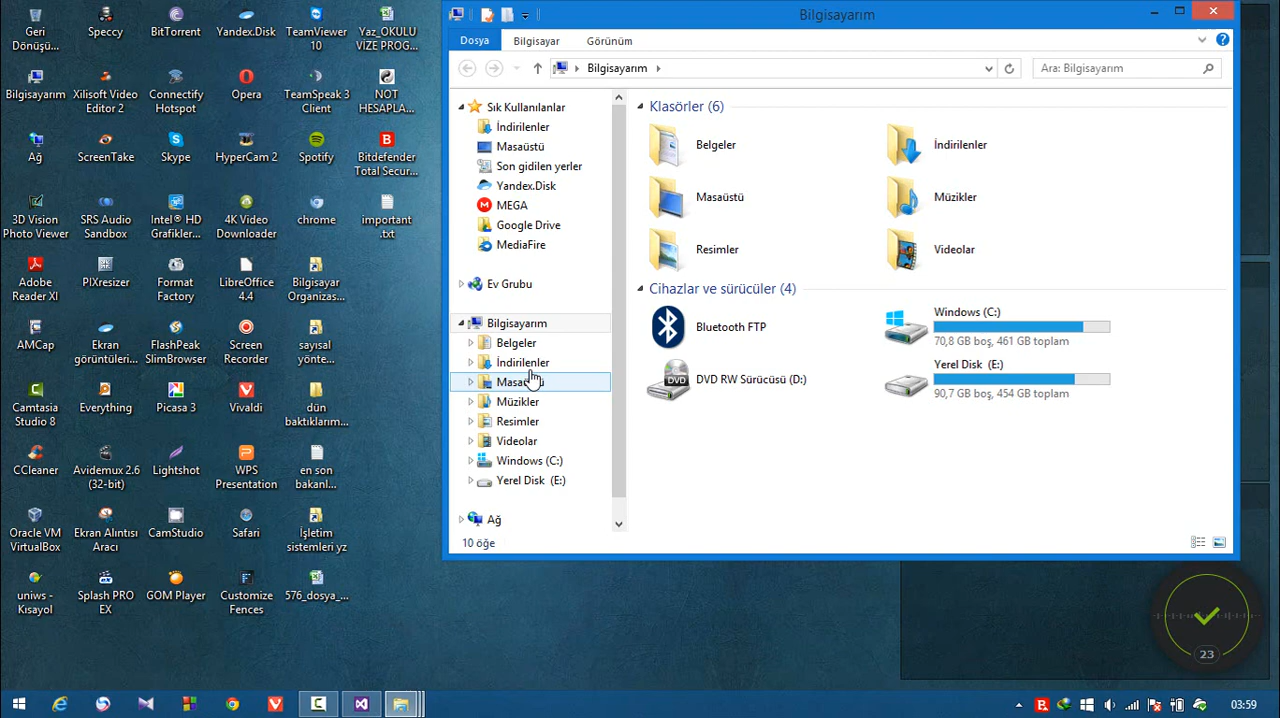 Geri
Dönüşü...
Speccy
BitTorrent
Yandex.Disk
TeamViewer
10
Yaz_OKULU
VİZE PROG...
Bilgisayarım
Xilisoft Video
Editor 2
Connectify
Hotspot
Opera
TeamSpeak 3
Client
NOT
HESAPLA...
Ağ
ScreenTake
Skype
HyperCam 2
Spotify
Bitdefender
Total Secur...
3D Vision
Photo Viewer
SRS Audio
Sandbox
Intel® HD
Grafikler...
4K Video
Downloader
chrome
important
.txt
Adobe
Reader XI
PIXresizer
Format
Factory
LibreOffice
4.4
Bilgisayar
Organizas...
AMCap
Ekran
görüntüleri...
FlashPeak
SlimBrowser
Screen
Recorder
sayısal
yönte...
Camtasia
Studio 8
Everything
Picasa 3
Vivaldi
dün
baktıklarım...
CCleaner
Avidemux 2.6
(32-bit)
Lightshot
WPS
Presentation
en son
bakanl...
Oracle VM
VirtualBox
Ekran Alıntısı
Aracı
CamStudio
Safari
İşletim
sistemleri yz
uniws -
Kısayol
Splash PRO
EX
GOM Player
Customize
Fences
576_dosya_...
Bilgisayarım
Dosya
Bilgisayar
Görünüm
Bilgisayarım
Ara: Bilgisayarım
Sık Kullanılanlar
İndirilenler
Masaüstü
Son gidilen yerler
Yandex.Disk
MEGA
Google Drive
MediaFire
Ev Grubu
Bilgisayarım
Belgeler
İndirilenler
Masaüstü
Müzikler
Resimler
Videolar
Windows (C:)
Yerel Disk (E:)
Ağ
10 öğe
Klasörler (6)
Belgeler
İndirilenler
Masaüstü
Müzikler
Resimler
Videolar
Cihazlar ve sürücüler (4)
Bluetooth FTP
Windows (C:)
70,8 GB boş, 461 GB toplam
DVD
DVD RW Sürücüsü (D:)
Yerel Disk (E:)
90,7 GB boş, 454 GB toplam
23
03:59